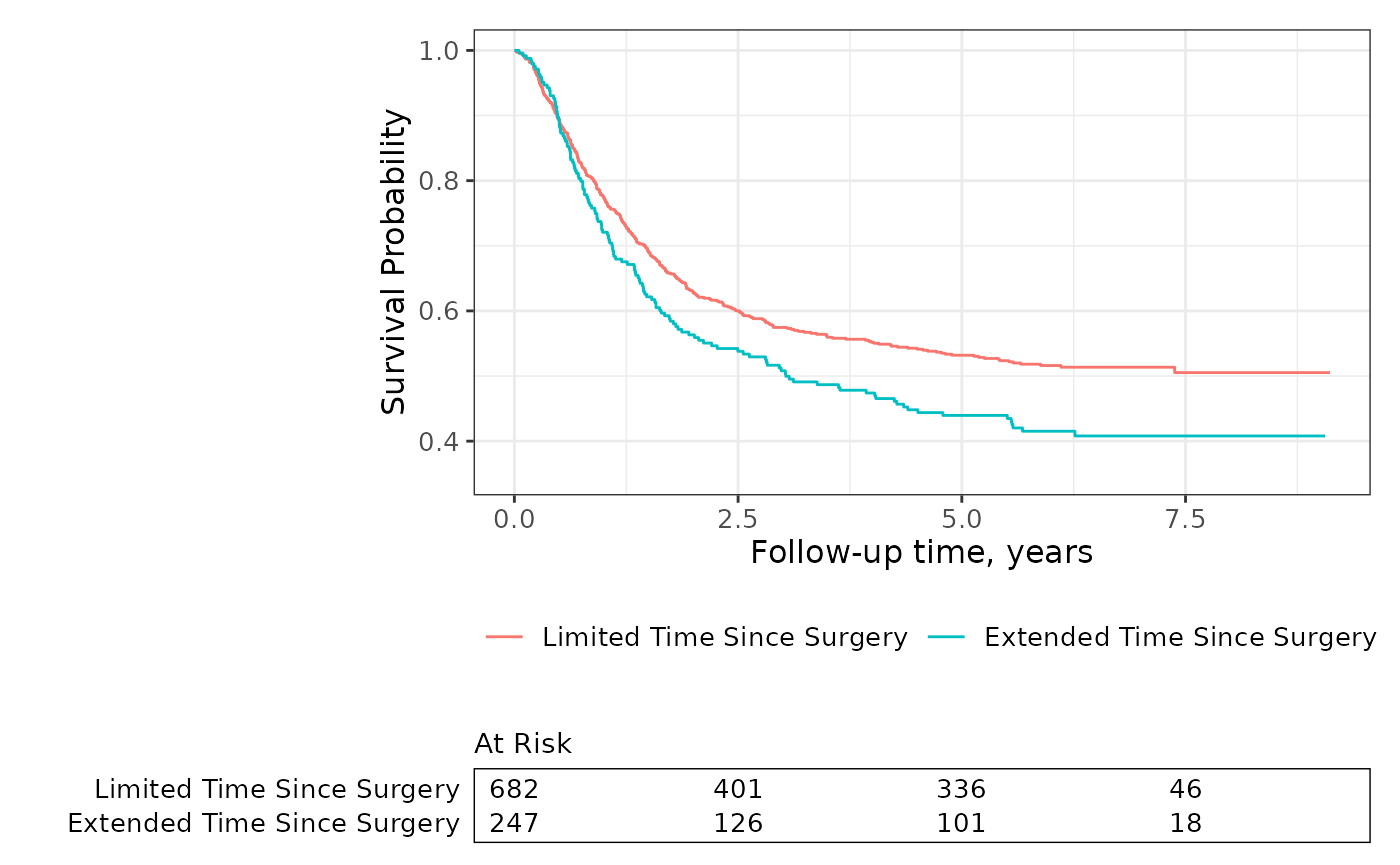 Survival Probability
1.0
0.8
0.6
0.4
0.0 2.5 5.0 7.5
Follow-up time, years
Limited Time Since Surgery Extended Time Since Surgery
At Risk
Limited Time Since Surgery 682 401 336 46
Extended Time Since Surgery 247 126 101 18